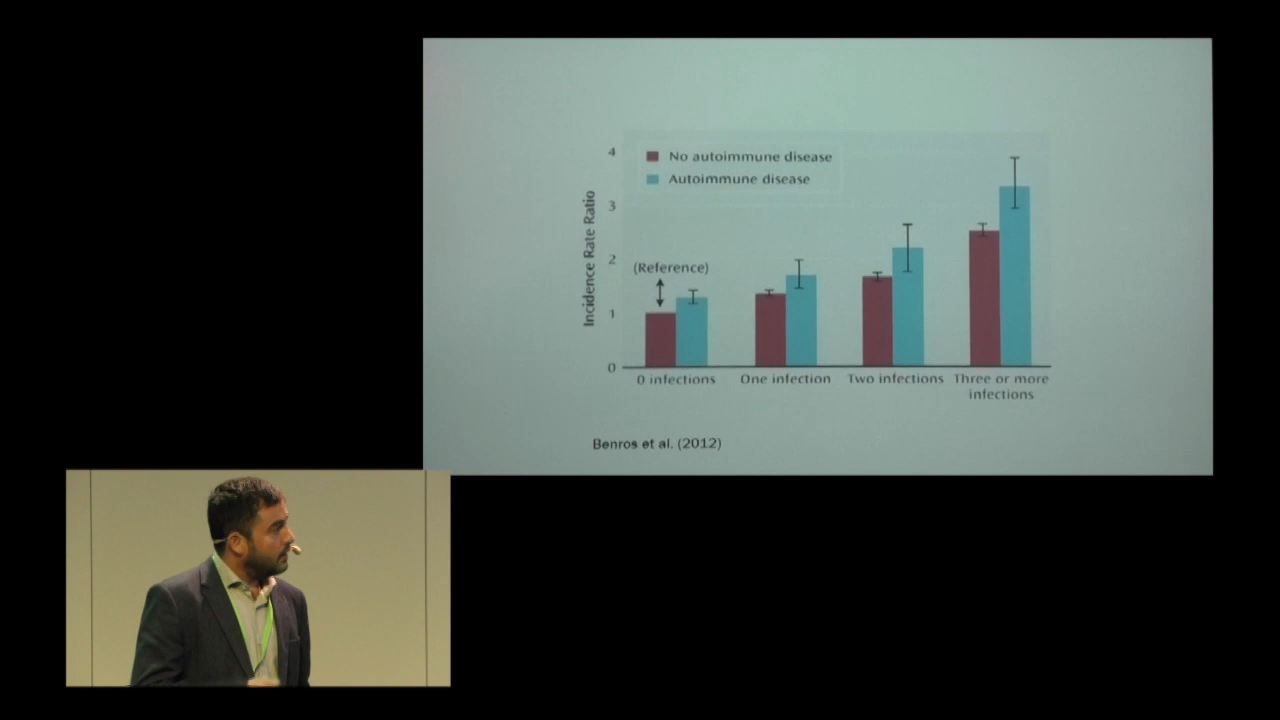 4
No autoimmune disease
Autoimmune disease
3
Incidence Rate Ratio
2
(Reference)
1
0
0 infections
One infection
Two infections
Three or more
infections
Benros et al. (2012)